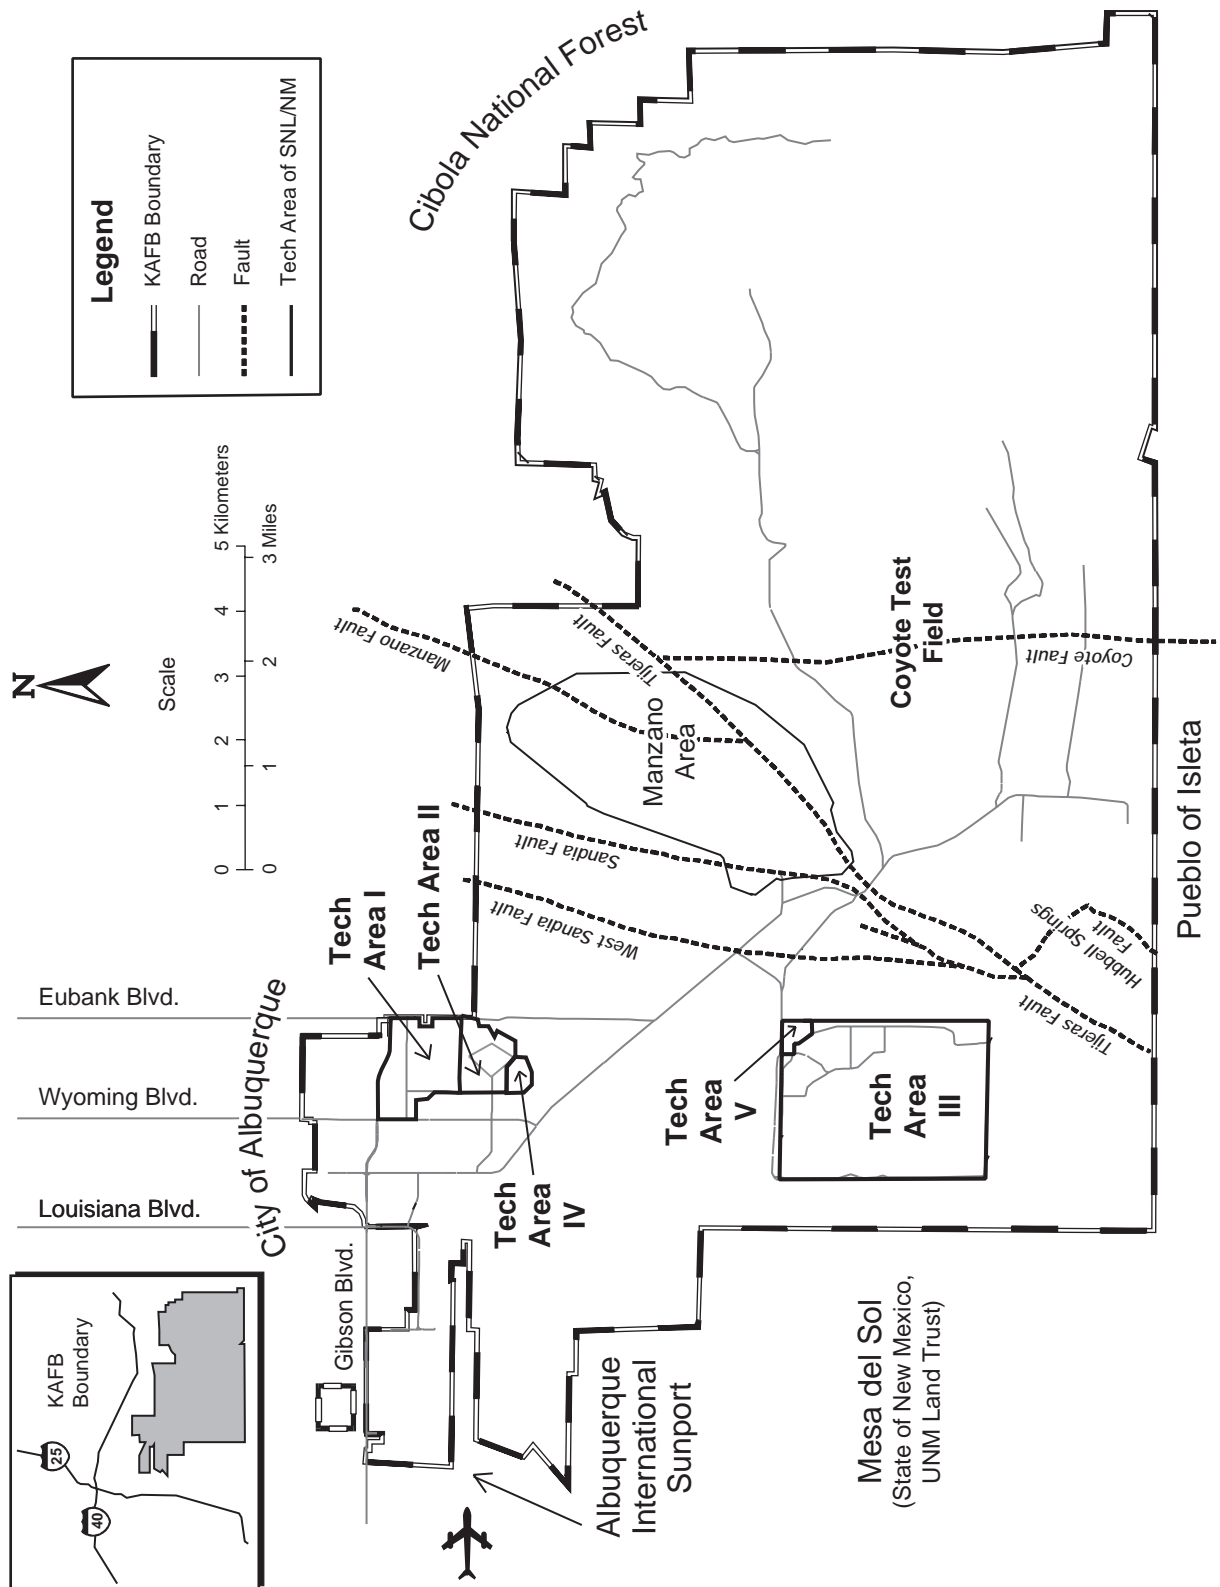 KAFB
Boundary
25
40
Gibson Blvd.
Louisiana Blvd.
Wyoming Blvd.
Eubank Blvd.
City of Albuquerque
N
Scale
0
1
2
3
4
5 Kilometers
0
1
2
3 Miles
Legend
KAFB Boundary
Road
Fault
Tech Area of SNL/NM
Cibola National Forest
Albuquerque
International
Sunport
Tech
Area I
Tech Area II
Tech
Area
IV
West Sandia Fault
Sandia Fault
Manzano Fault
Tijeras Fault
Manzano
Area
Tech
Area
V
Tech
Area
III
Coyote Test
Field
Coyote Fault
Hubbell Springs
Fault
Tijeras Fault
Mesa del Sol
(State of New Mexico,
UNM Land Trust)
Pueblo of Isleta